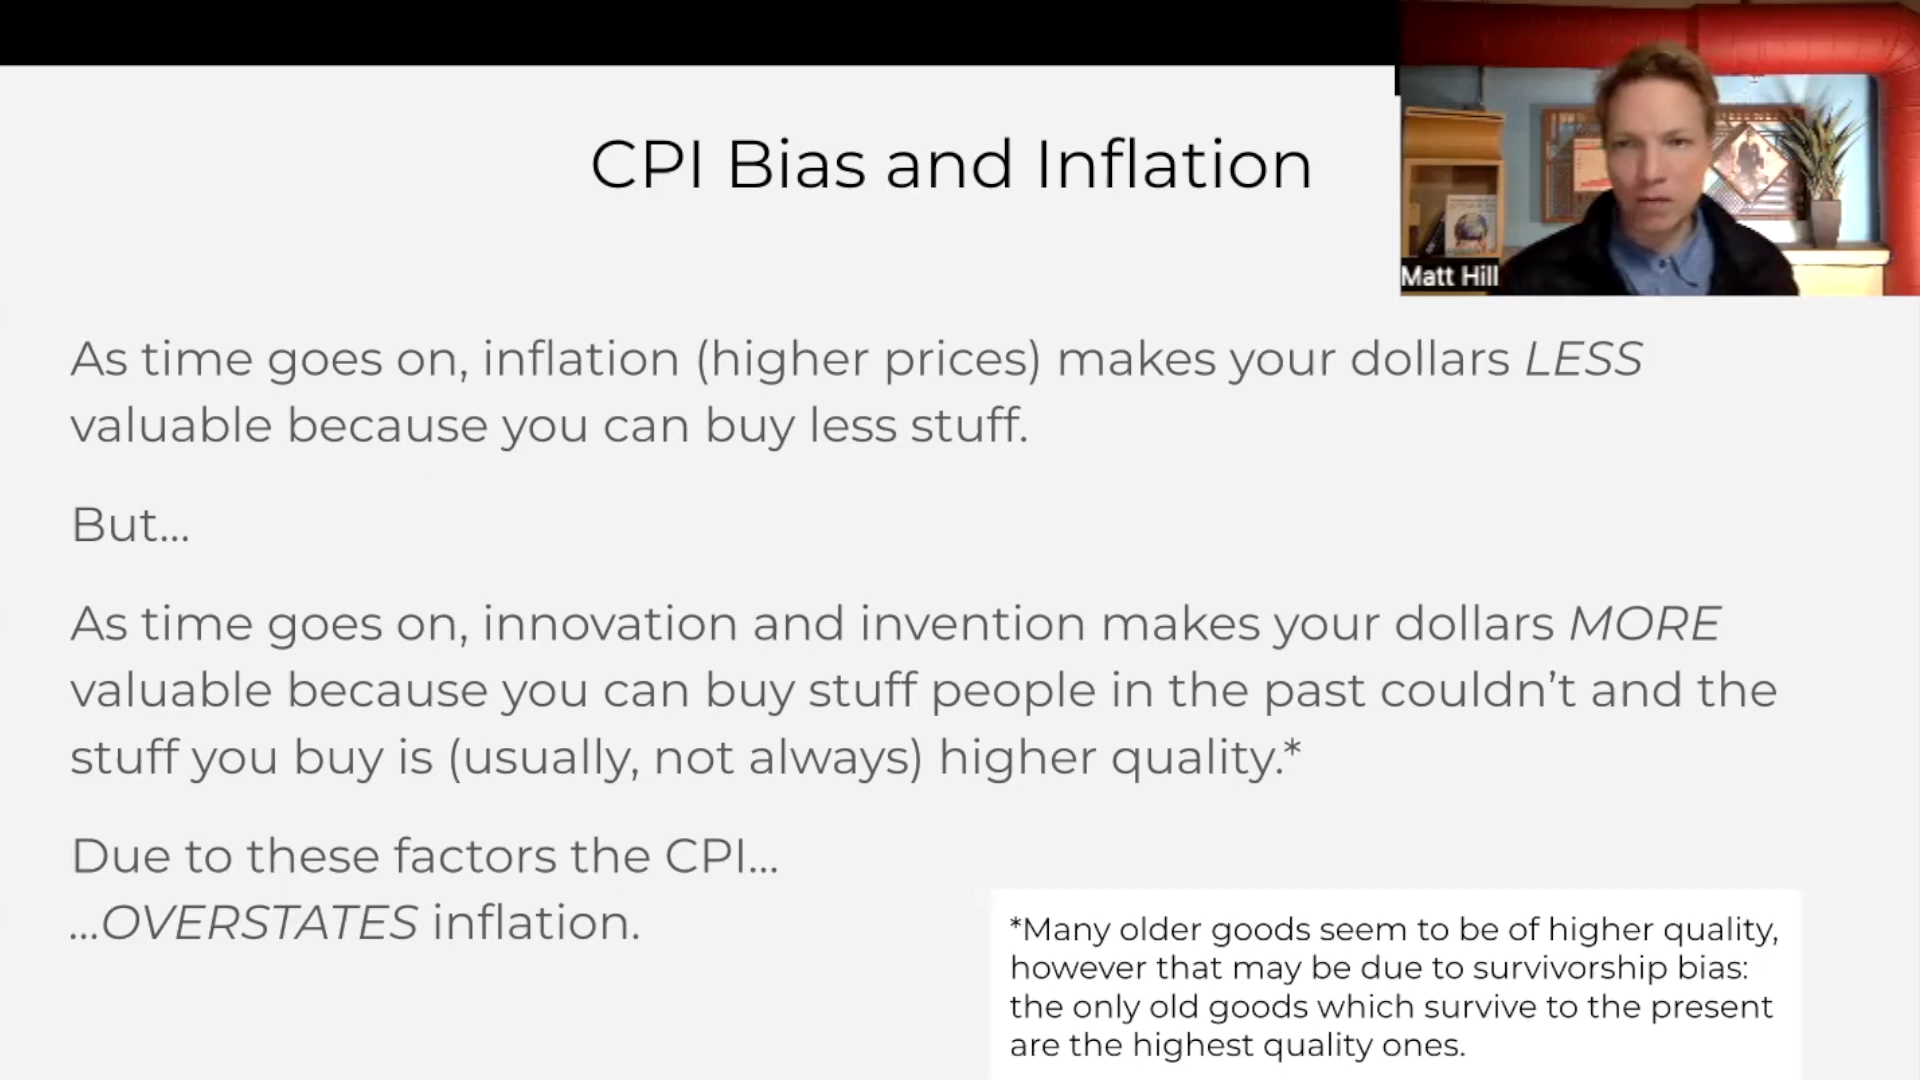 CPI Bias and Inflation
Matt Hill
As time goes on, inflation (higher prices) makes your dollars LESS
valuable because you can buy less stuff.
But...
As time goes on, innovation and invention makes your dollars MORE
valuable because you can buy stuff people in the past couldn’t and the
stuff you buy is (usually, not always) higher quality.*
Due to these factors the CPI...
...OVERSTATES inflation.
*Many older goods seem to be of higher quality,
however that may be due to survivorship bias:
the only old goods which survive to the present
are the highest quality ones.